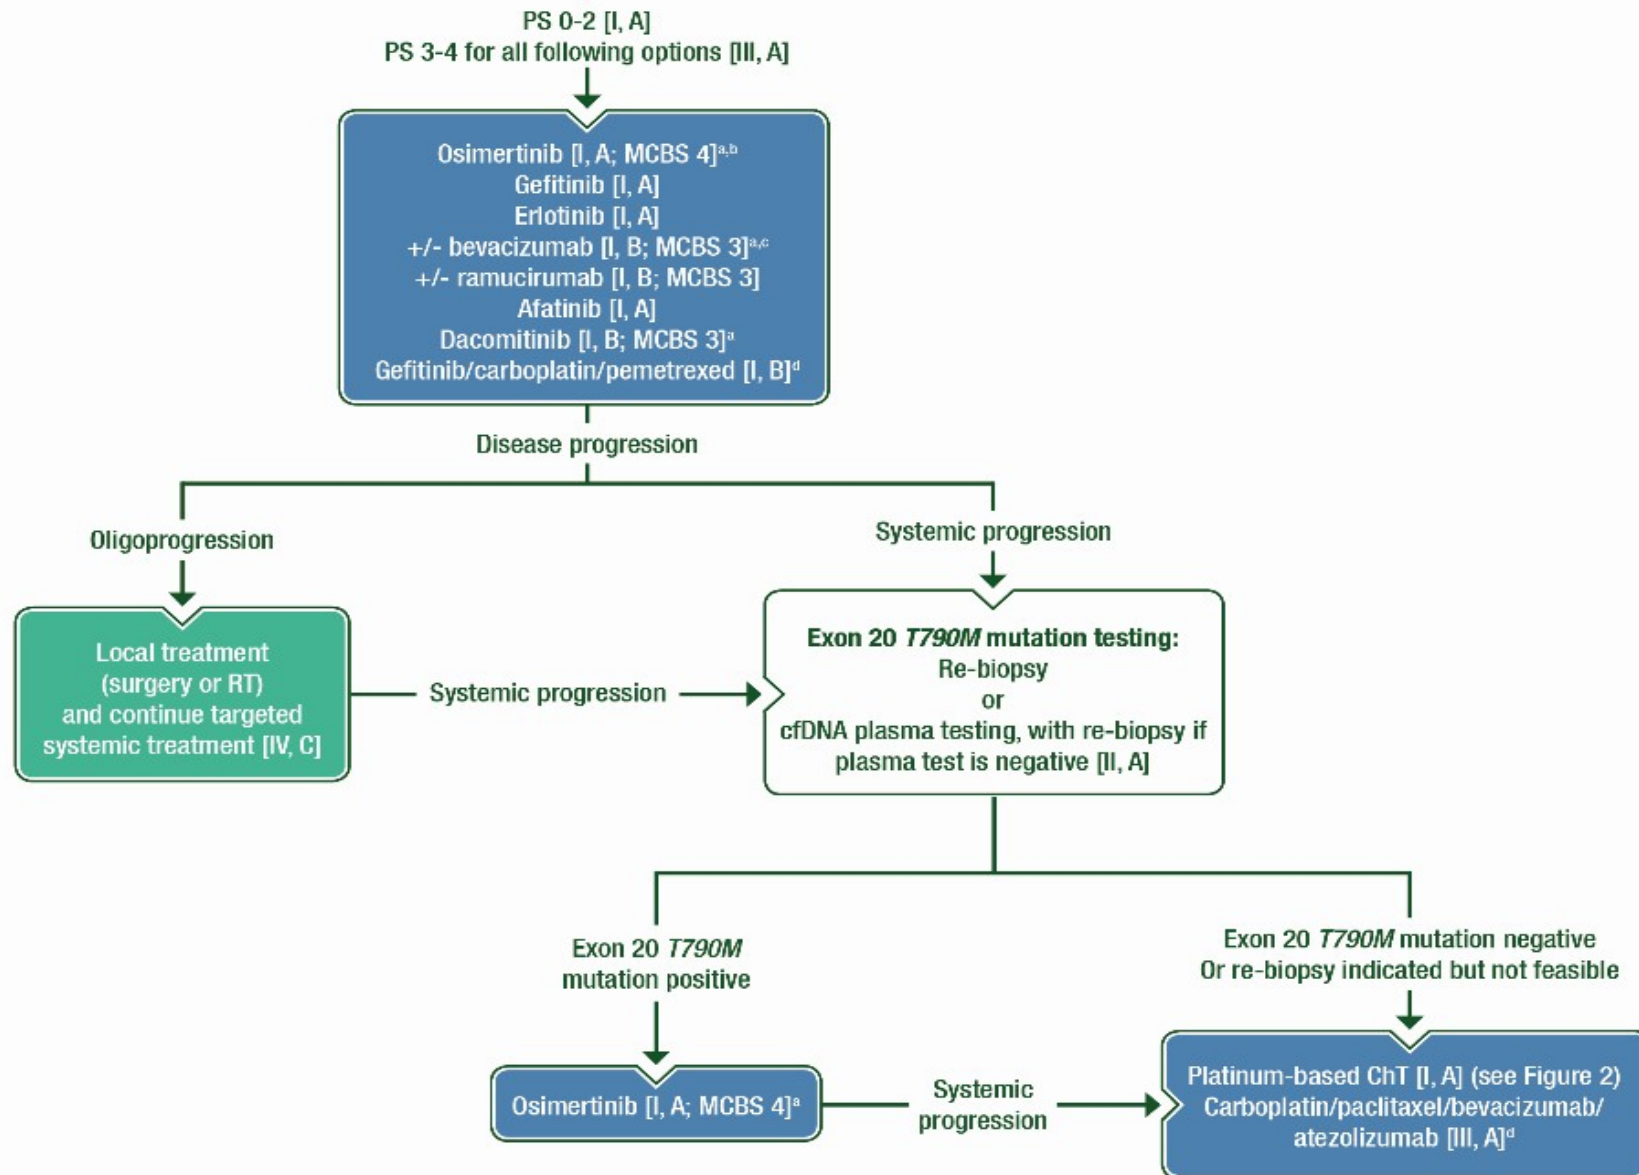 PS 0-2 [I, A]
PS 3-4 for all following options [III, A]
Osimertinib [I, A; MCBS 4]a,b
Gefitinib [I, A]
Erlotinib [I, A]
+/- bevacizumab [I, B; MCBS 3]a,c
+/- ramucirumab [I, B; MCBS 3]
Afatinib [I, A]
Dacomitinib [I, B; MCBS 3]a
Gefitinib/carboplatin/pemetrexed [I, B]d
Disease progression
Oligoprogression
Systemic progression
Local treatment
(surgery or RT)
and continue targeted
systemic treatment [IV, C]
Systemic progression
Exon 20 T790M mutation testing:
Re-biopsy
or
cfDNA plasma testing, with re-biopsy if
plasma test is negative [II, A]
Exon 20 T790M
mutation positive
Exon 20 T790M mutation negative
Or re-biopsy indicated but not feasible
Osimertinib [I, A; MCBS 4]a
Systemic
progression
Platinum-based ChT [I, A] (see Figure 2)
Carboplatin/paclitaxel/bevacizumab/
atezolizumab [III, A]d